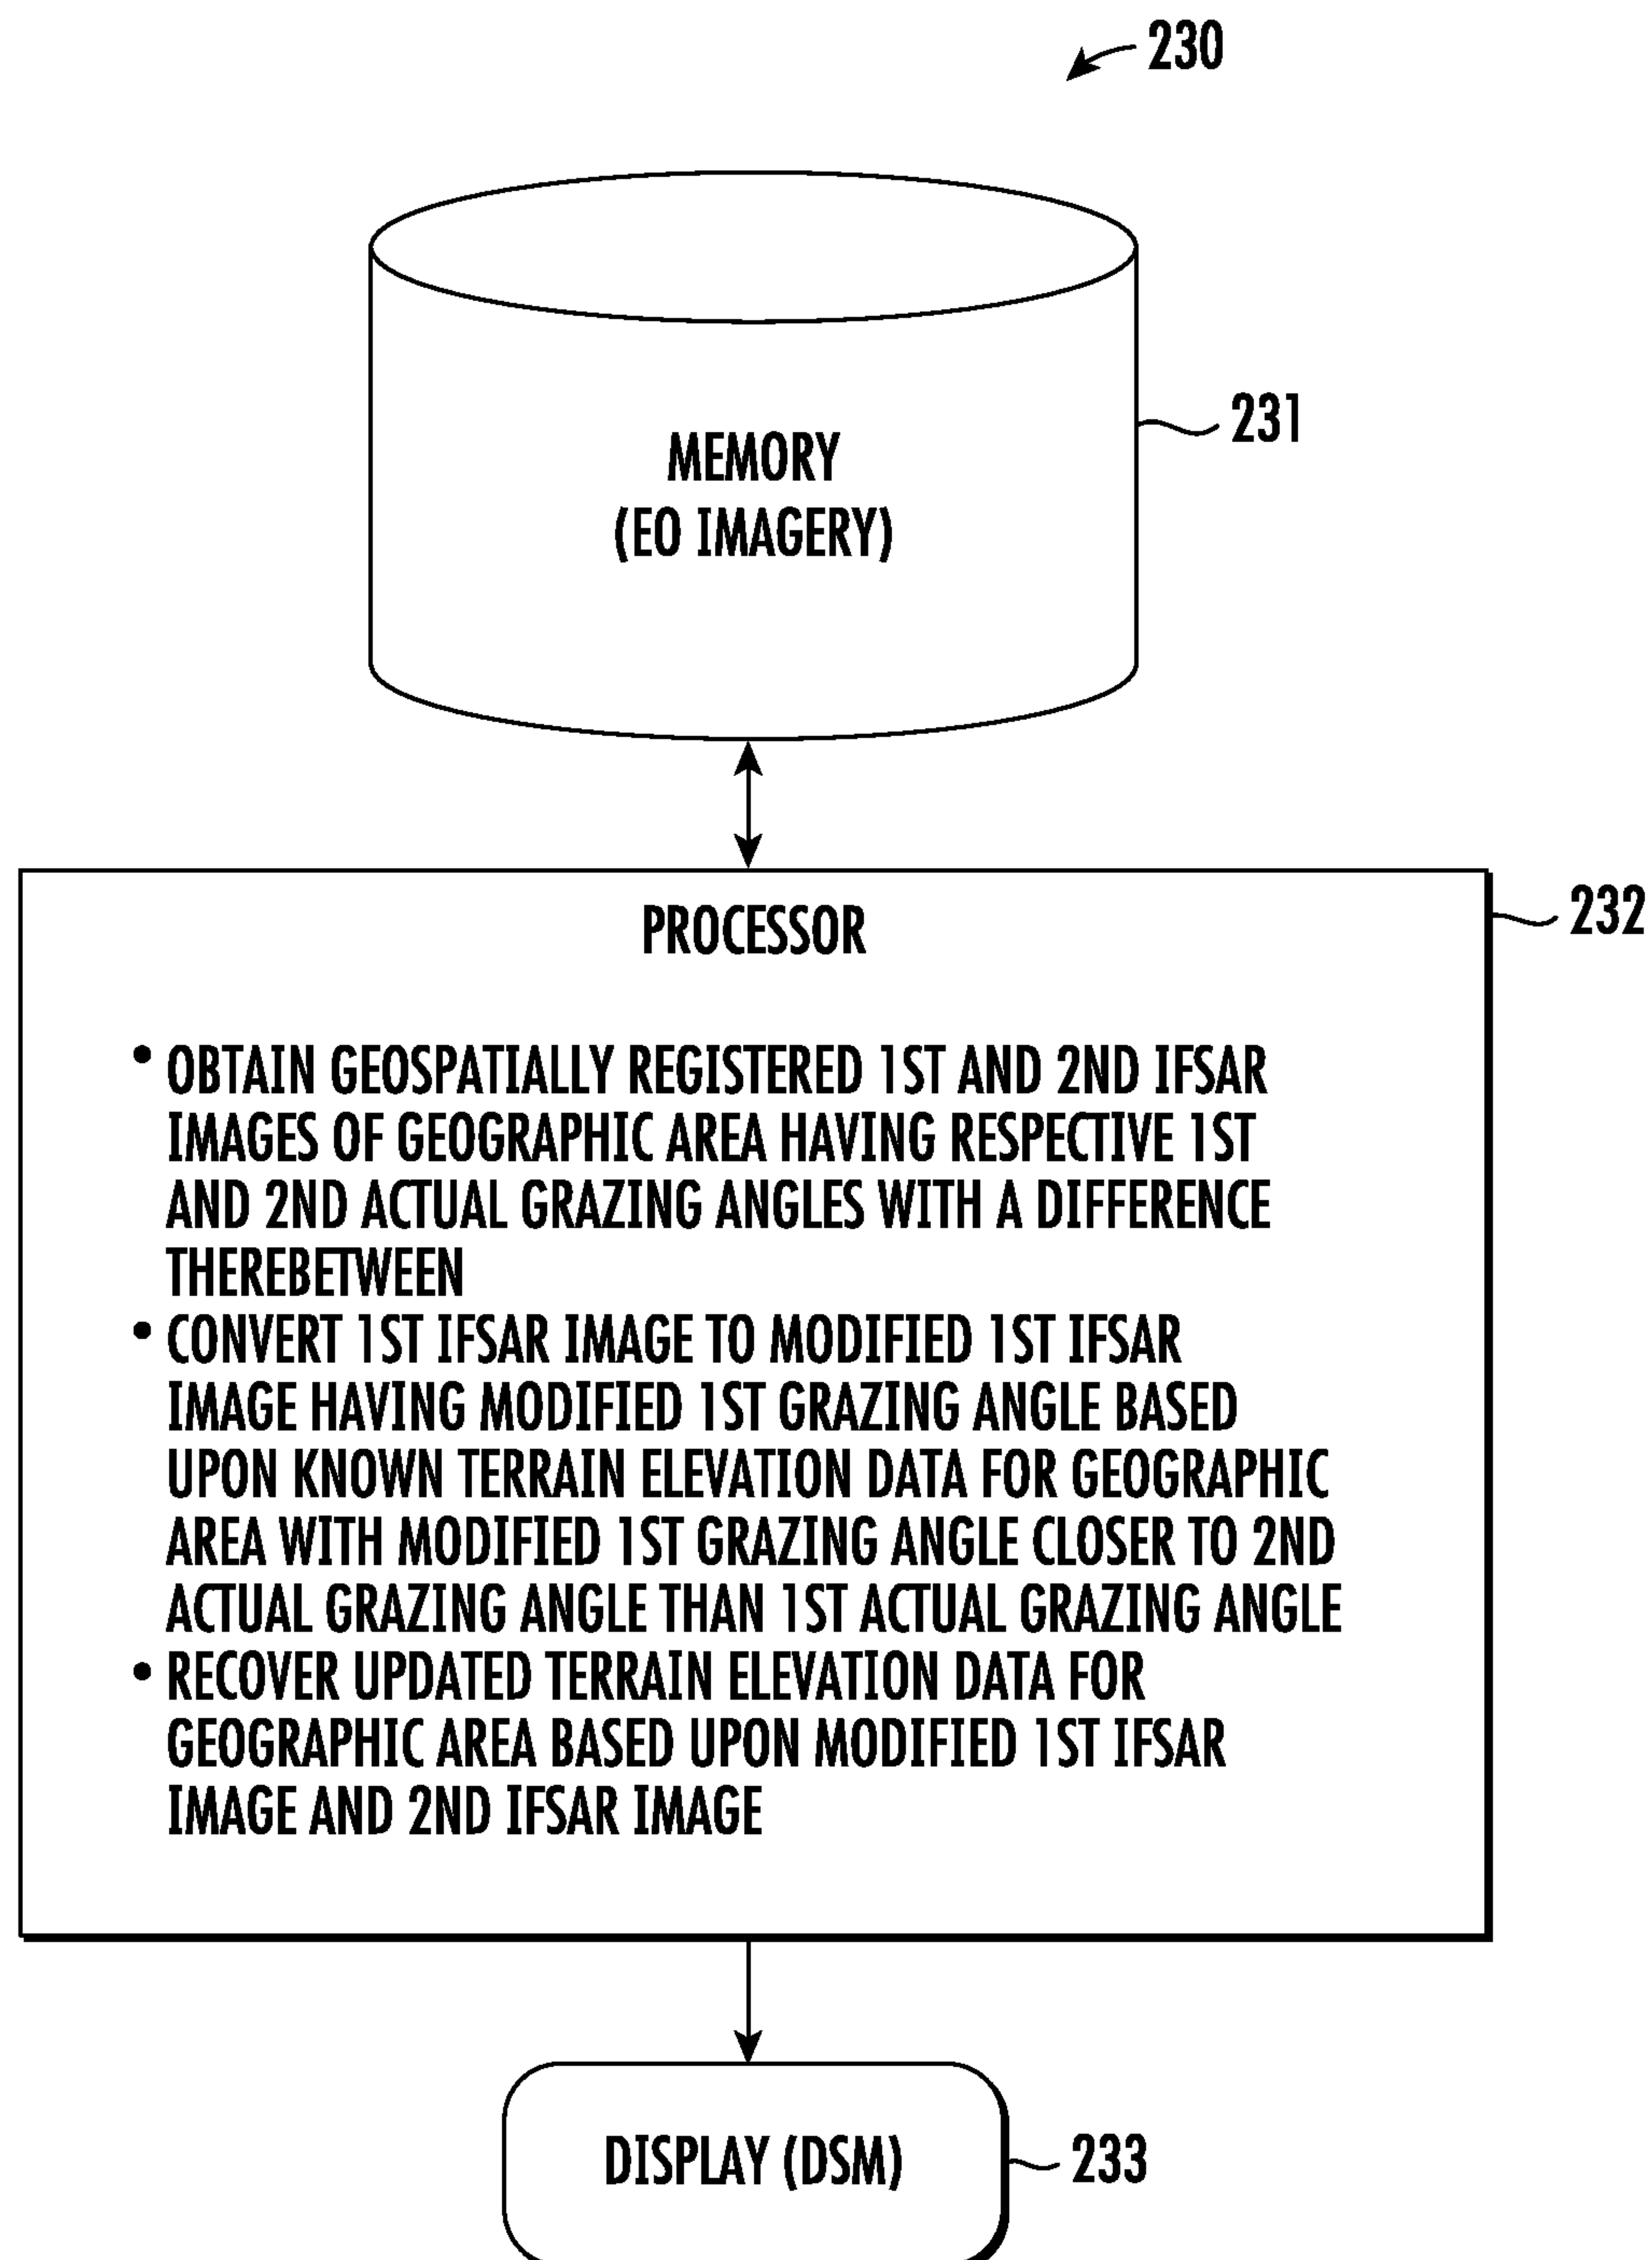 230
MEMORY
(EO IMAGERY)
231
PROCESSOR
232
• OBTAIN GEOSPATIALLY REGISTERED 1ST AND 2ND IFSAR
IMAGES OF GEOGRAPHIC AREA HAVING RESPECTIVE 1ST
AND 2ND ACTUAL GRAZING ANGLES WITH A DIFFERENCE
THEREBETWEEN
• CONVERT 1ST IFSAR IMAGE TO MODIFIED 1ST IFSAR
IMAGE HAVING MODIFIED 1ST GRAZING ANGLE BASED
UPON KNOWN TERRAIN ELEVATION DATA FOR GEOGRAPHIC
AREA WITH MODIFIED 1ST GRAZING ANGLE CLOSER TO 2ND
ACTUAL GRAZING ANGLE THAN 1ST ACTUAL GRAZING ANGLE
• RECOVER UPDATED TERRAIN ELEVATION DATA FOR
GEOGRAPHIC AREA BASED UPON MODIFIED 1ST IFSAR
IMAGE AND 2ND IFSAR IMAGE
DISPLAY (DSM)
233